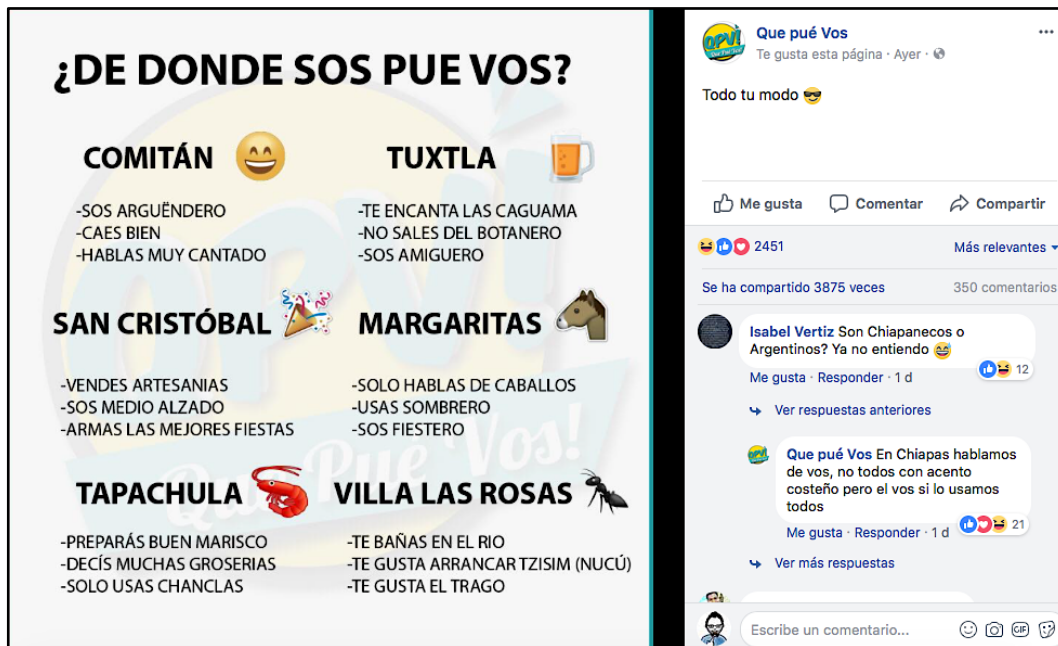 ¿DE DONDE SOS PUE VOS?
COMITÁN
-SOS ARGUËNDERO
-CAES BIEN
-HABLAS MUY CANTADO
TUXTLA
-TE ENCANTA LAS CAGUAMA
-NO SALES DEL BOTANERO
-SOS AMIGUERO
SAN CRISTÓBAL
-VENDES ARTESANIAS
-SOS MEDIO ALZADO
-ARMAS LAS MEJORES FIESTAS
MARGARITAS
-SOLO HABLAS DE CABALLOS
-USAS SOMBRERO
-SOS FIESTERO
TAPACHULA
-PREPARÁS BUEN MARISCO
-DECÍS MUCHAS GROSERIAS
-SOLO USAS CHANCLAS
VILLA LAS ROSAS
-TE BAÑAS EN EL RIO
-TE GUSTA ARRANCAR TZISIM (NUCÚ)
-TE GUSTA EL TRAGO
QPV!
Que Pué Vos!
Que pué Vos
Te gusta esta página · Ayer ·
Todo tu modo 😎
Me gusta Comentar Compartir
2451 Más relevantes
Se ha compartido 3875 veces 350 comentarios
Isabel Vertiz Son Chiapanecos o
Argentinos? Ya no entiendo 😅
12
Me gusta · Responder · 1 d
Ver respuestas anteriores
Que pué Vos En Chiapas hablamos
de vos, no todos con acento
costeño pero el vos si lo usamos
todos
21
Me gusta · Responder · 1 d
Ver más respuestas
Escribe un comentario... GIF